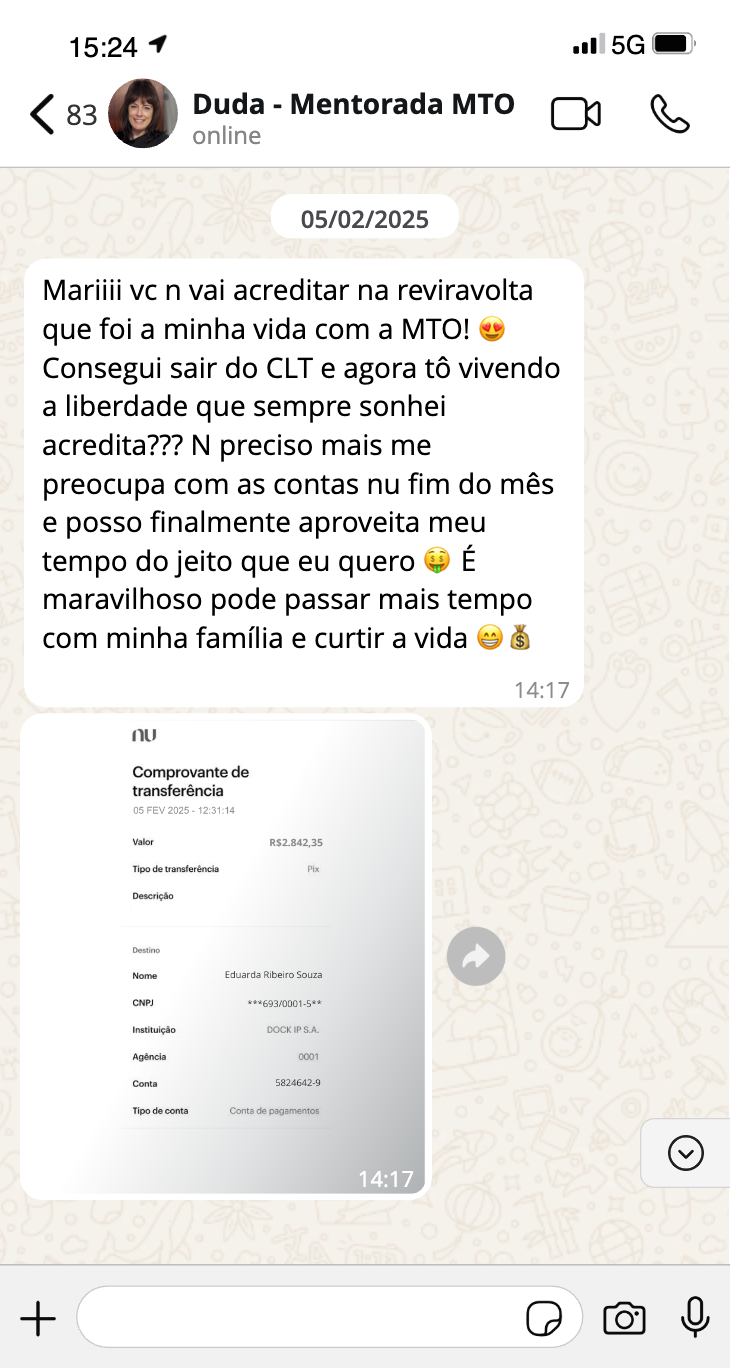 15:24
5G
83
Duda - Mentorada MTO
online
05/02/2025
Mariiii vc n vai acreditar na reviravolta
que foi a minha vida com a MTO! 😍
Consegui sair do CLT e agora tô vivendo
a liberdade que sempre sonhei
acredita??? N preciso mais me
preocupa com as contas nu fim do mês
e posso finalmente aproveita meu
tempo do jeito que eu quero 🤑 É
maravilhoso pode passar mais tempo
com minha família e curtir a vida 😁💰
14:17
nu
Comprovante de
transferência
05 FEV 2025 - 12:31:14
Valor R$2.842,35
Tipo de transferência Pix
Descrição
Destino
Nome Eduarda Ribeiro Souza
CNPJ ***693/0001-5**
Instituição DOCK IP S.A.
Agência 0001
Conta 5824642-9
Tipo de conta Conta de pagamentos
14:17